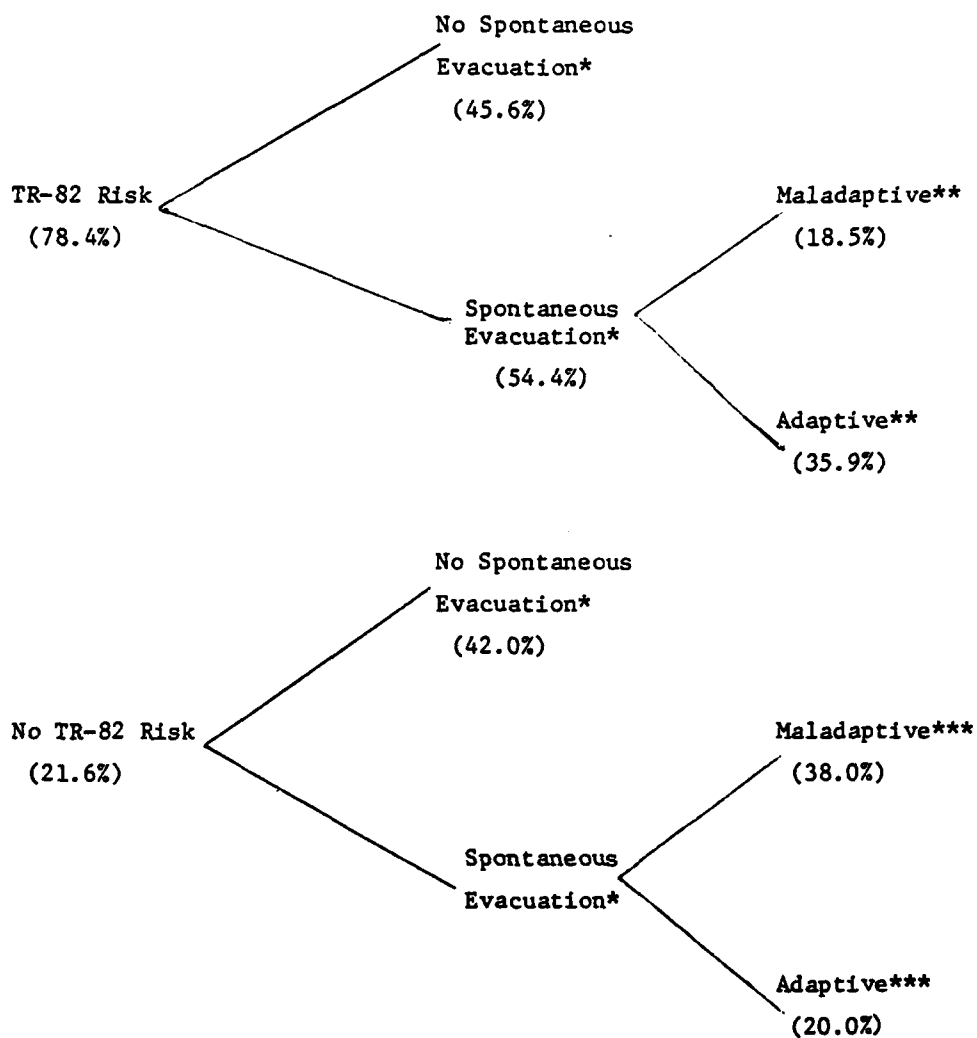 No Spontaneous
Evacuation*
(45.6%)
TR-82 Risk
(78.4%)
Maladaptive**
(18.5%)
Spontaneous
Evacuation*
(54.4%)
Adaptive**
(35.9%)
No Spontaneous
Evacuation*
(42.0%)
No TR-82 Risk
(21.6%)
Maladaptive***
(38.0%)
Spontaneous
Evacuation*
Adaptive***
(20.0%)